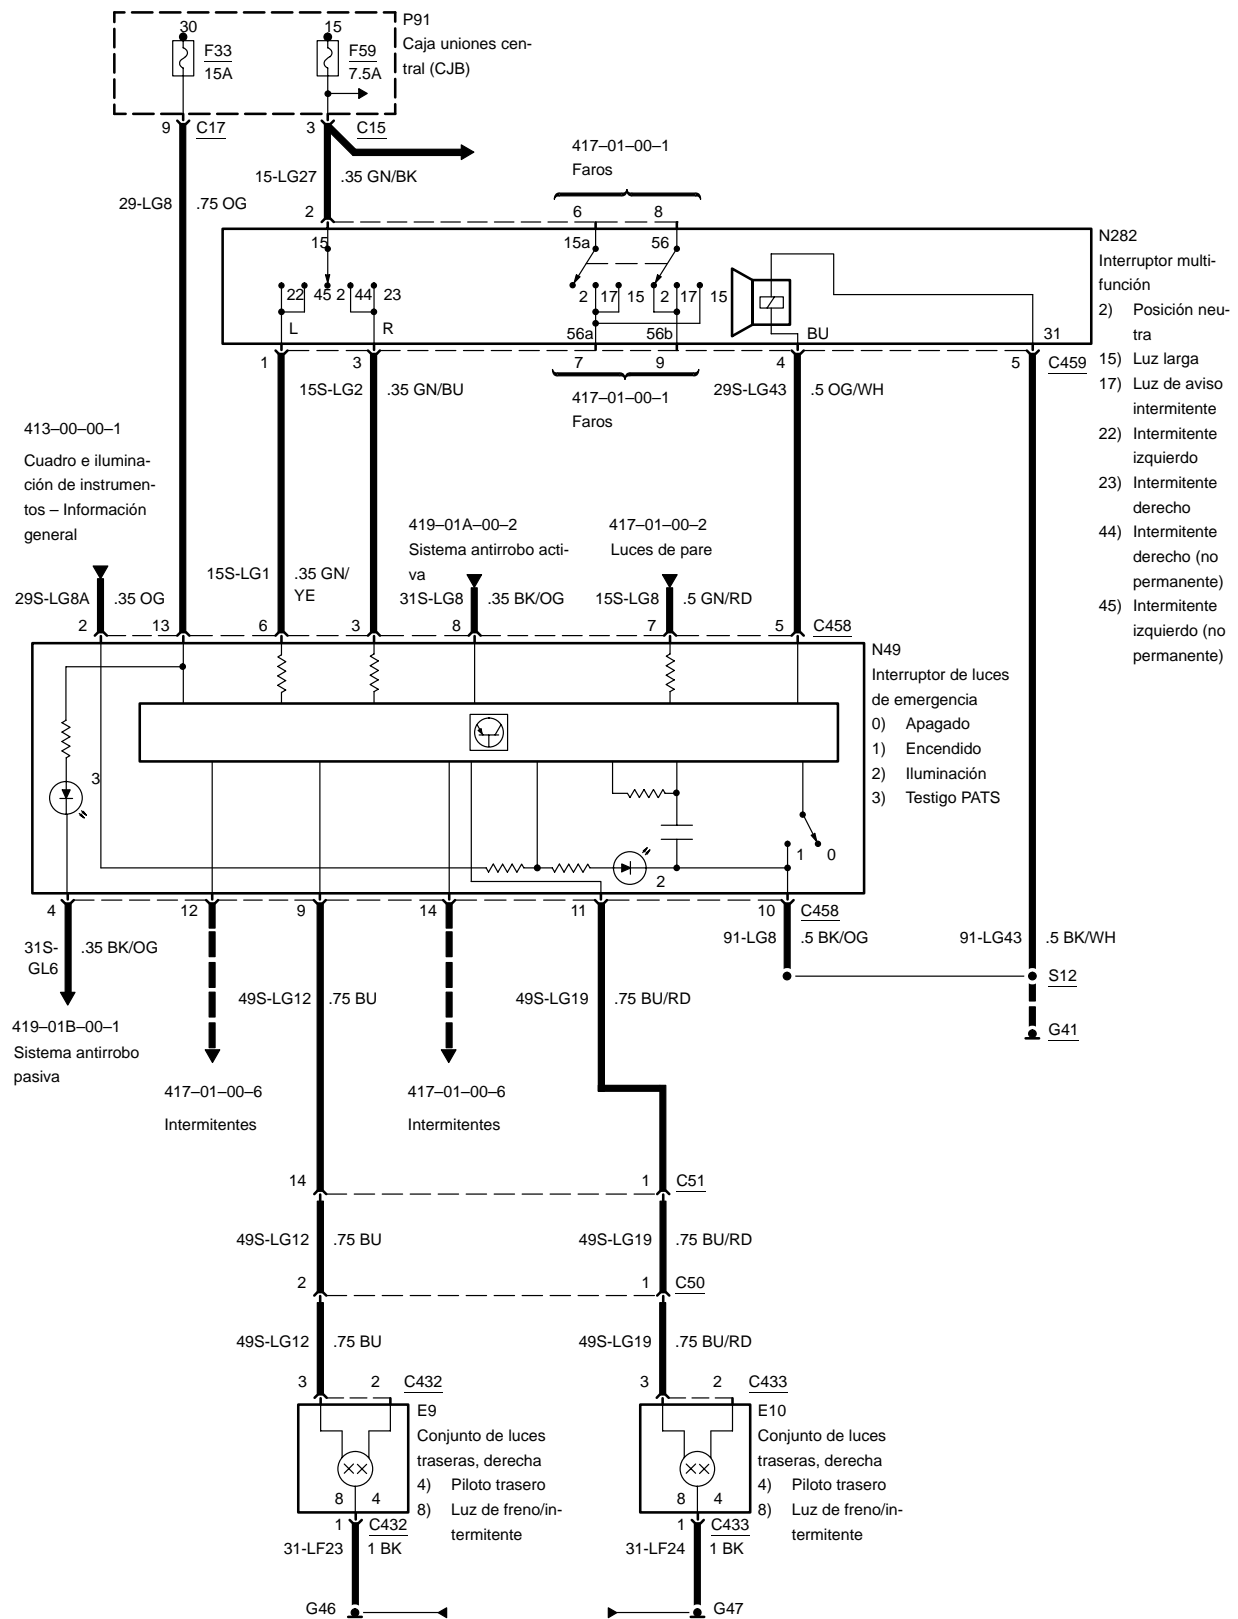 30
15
P91
F33
F59
Caja uniones cen-
15A
7.5A
tral (CJB)
9
C17
3
C15
417–01–00–1
Faros
15-LG27
.35 GN/BK
29-LG8
.75 OG
2
6
8
N282
15
15a
56
Interruptor multi-
función
22
45
2
44
23
2
17
15
2
17
15
2) Posición neu-
tra
L
R
56a
56b
BU
31
15) Luz larga
1
3
7
9
4
5
C459
17) Luz de aviso
intermitente
15S-LG2
.35 GN/BU
417–01–00–1
Faros
29S-LG43
.5 OG/WH
22) Intermitente
izquierdo
23) Intermitente
derecho
44) Intermitente
derecho (no
permanente)
45) Intermitente
izquierdo (no
permanente)
413–00–00–1
Cuadro e ilumina-
ción de instrumen-
tos – Información
general
419–01A–00–2
Sistema antirrobo acti-
va
417–01–00–2
Luces de pare
15S-LG1
.35 GN/
YE
29S-LG8A
.35 OG
31S-LG8
.35 BK/OG
15S-LG8
.5 GN/RD
2
13
6
3
8
7
5
C458
N49
Interruptor de luces
de emergencia
0) Apagado
1) Encendido
2) Iluminación
3) Testigo PATS
3
1
0
2
4
12
9
14
11
10
C458
31S-
GL6
.35 BK/OG
91-LG8
.5 BK/OG
91-LG43
.5 BK/WH
S12
49S-LG12
.75 BU
49S-LG19
.75 BU/RD
419–01B–00–1
Sistema antirrobo
pasiva
G41
417–01–00–6
Intermitentes
417–01–00–6
Intermitentes
14
1
C51
49S-LG12
.75 BU
49S-LG19
.75 BU/RD
2
1
C50
49S-LG12
.75 BU
49S-LG19
.75 BU/RD
3
2
C432
3
2
C433
E9
Conjunto de luces
traseras, derecha
4) Piloto trasero
8) Luz de freno/in-
termitente
E10
Conjunto de luces
traseras, derecha
4) Piloto trasero
8) Luz de freno/in-
termitente
8
4
8
4
1
C432
1
C433
31-LF23
1 BK
31-LF24
1 BK
G46
G47